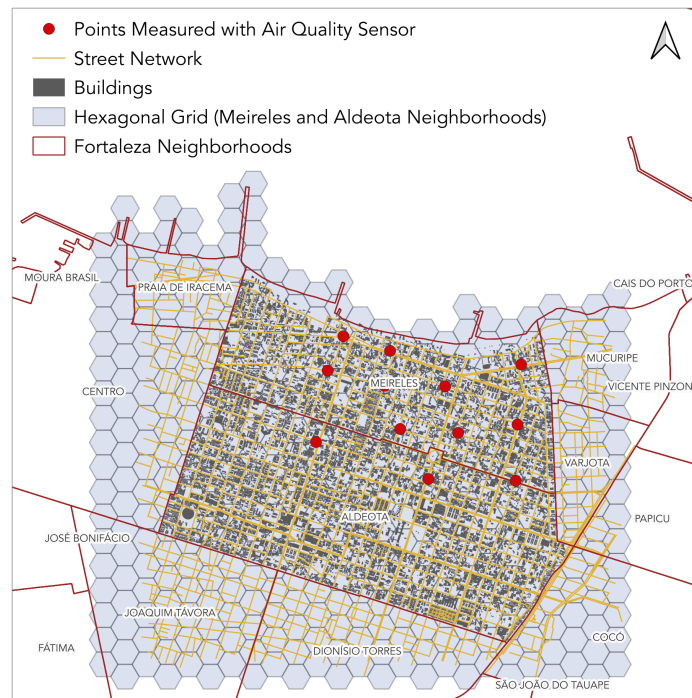 Points Measured with Air Quality Sensor
Street Network
Buildings
Hexagonal Grid (Meireles and Aldeota Neighborhoods)
Fortaleza Neighborhoods
MOURA BRASIL
PRAIA DE IRACEMA
CAIS DO PORTO
MUCURIPE
MEIRELES
VICENTE PINZON
CENTRO
VARJOTA
ALDEOTA
PAPICU
JOSÉ BONIFÁCIO
JOAQUIM TÁVORA
COCÓ
FÁTIMA
DIONÍSIO TORRES
SÃO JOÃO DO TAUAPE